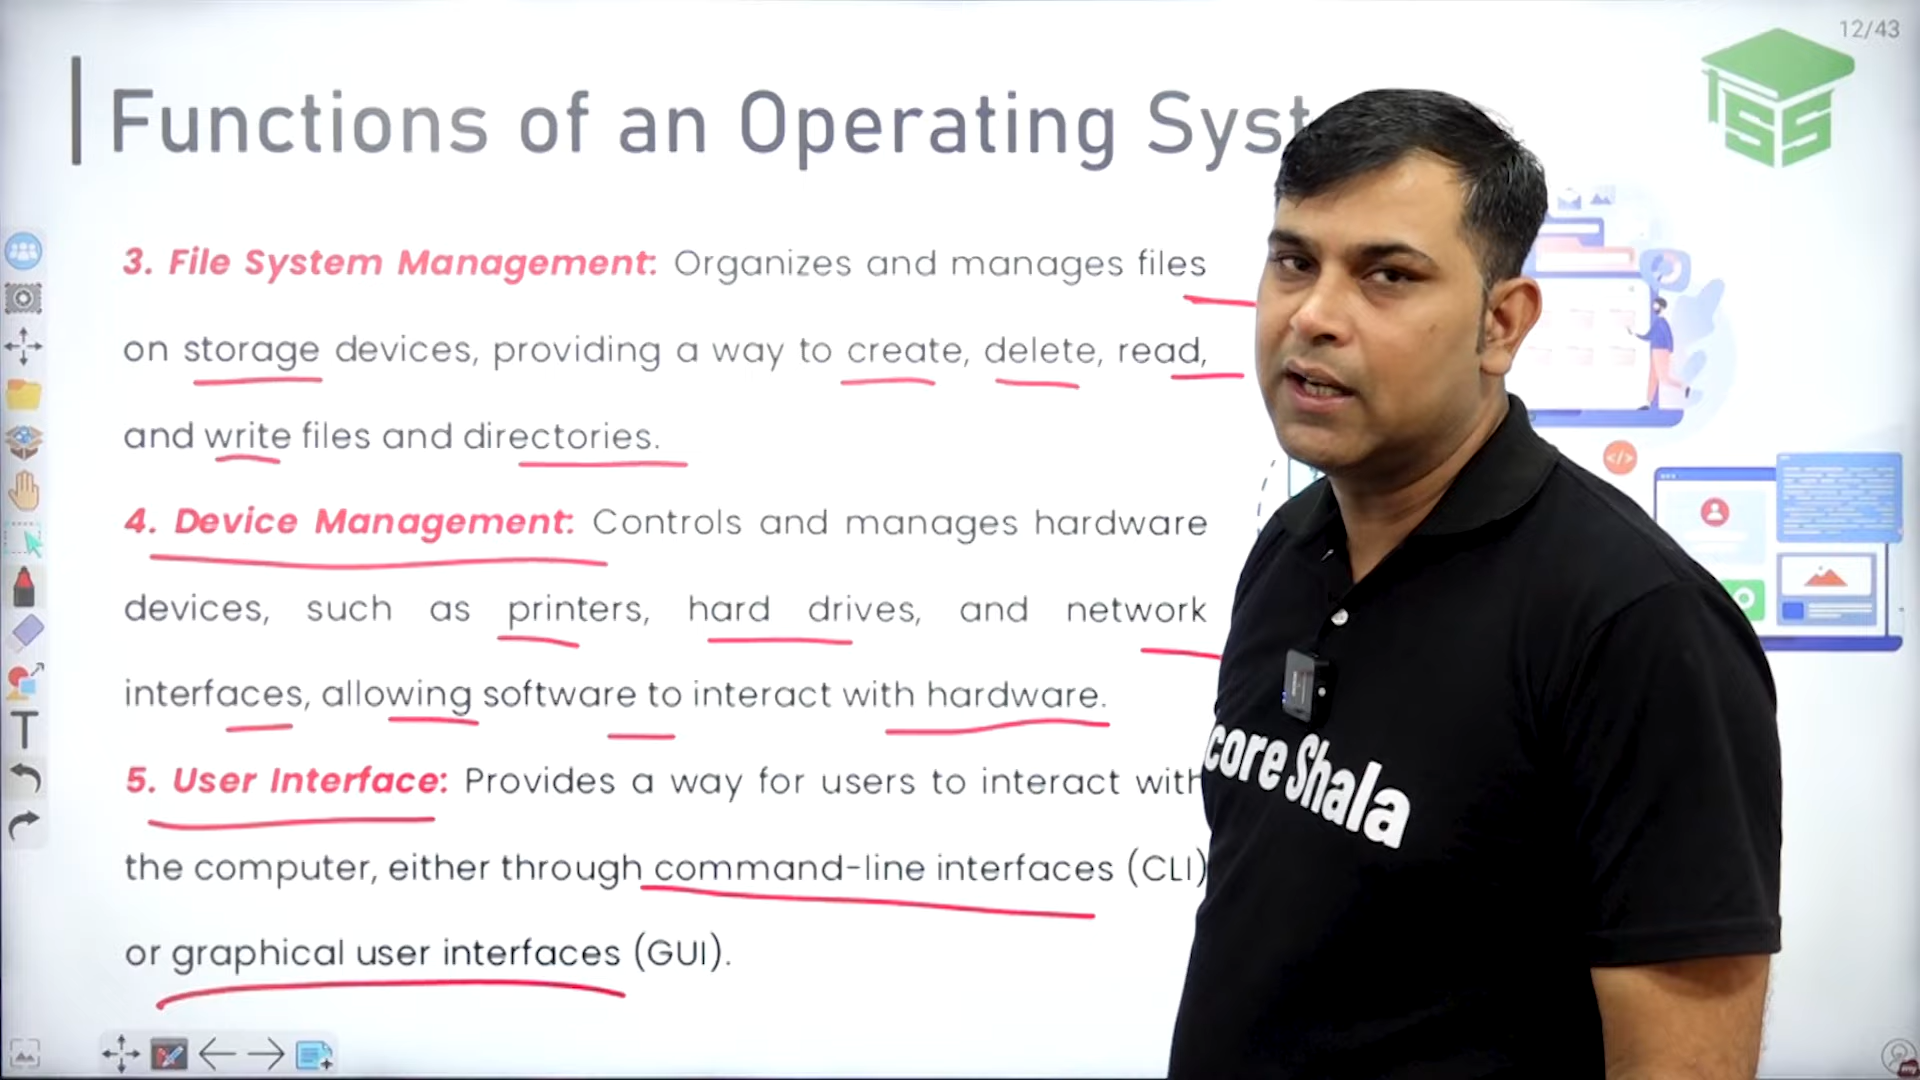 12/43
Functions of an Operating Syst
SS
3. File System Management: Organizes and manages files
on storage devices, providing a way to create, delete, read,
and write files and directories.
4. Device Management: Controls and manages hardware
devices, such as printers, hard drives, and network
interfaces, allowing software to interact with hardware.
5. User Interface: Provides a way for users to interact with
the computer, either through command-line interfaces (CLI)
or graphical user interfaces (GUI).
core Shala